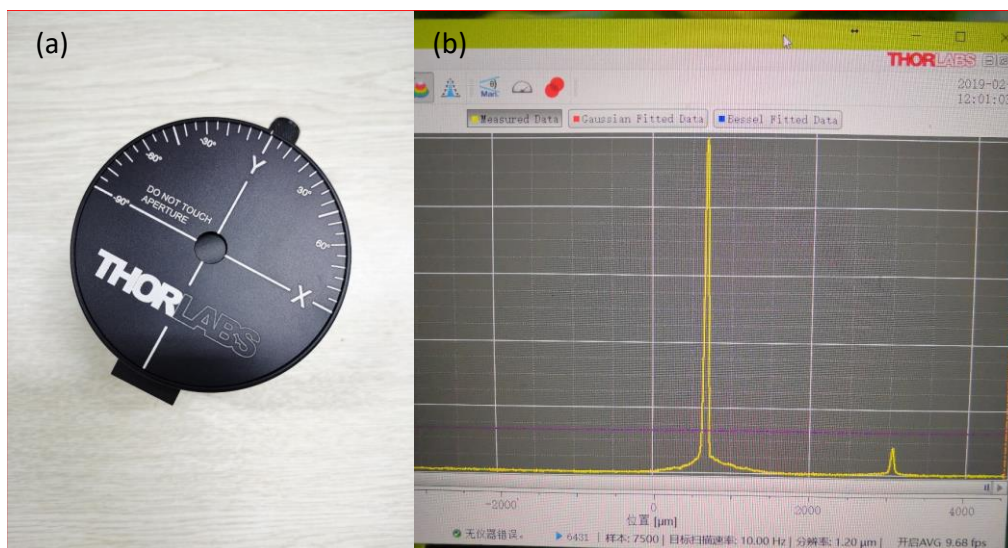 (a)
(b)
-90°
-60°
-30°
Y
30°
60°
X
DO NOT TOUCH
APERTURE
THORLABS
THORLABS
2019-02
12:01:0
Measured Data
Gaussian Fitted Data
Bessel Fitted Data
-2000
0
2000
4000
位置 [μm]
无仪器错误。
6431
样本: 7500
目标扫描速率: 10.00 Hz
分辨率: 1.20 μm
开启AVG 9.68 fps